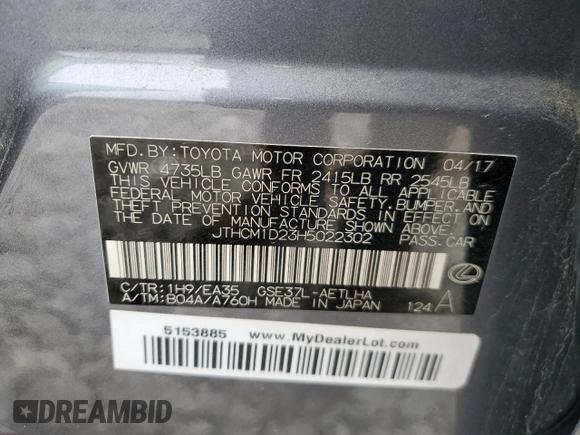 MFD. BY: TOYOTA MOTOR CORPORATION 04/17
GVWR 4735LB GAWR FR 2415LB RR 2545LB
THIS VEHICLE CONFORMS TO ALL APPLICABLE
FEDERAL MOTOR VEHICLE SAFETY, BUMPER, AND
THEFT PREVENTION STANDARDS IN EFFECT ON
THE DATE OF MANUFACTURE SHOWN ABOVE.
JTHCM1D23H5022302 PASS. CAR
C/TR: 1H9/EA35 GSE37L-AETLHA
A/TM: B04A/A760H MADE IN JAPAN 124 A
5153885 www.MyDealerLot.com
DREAMBID